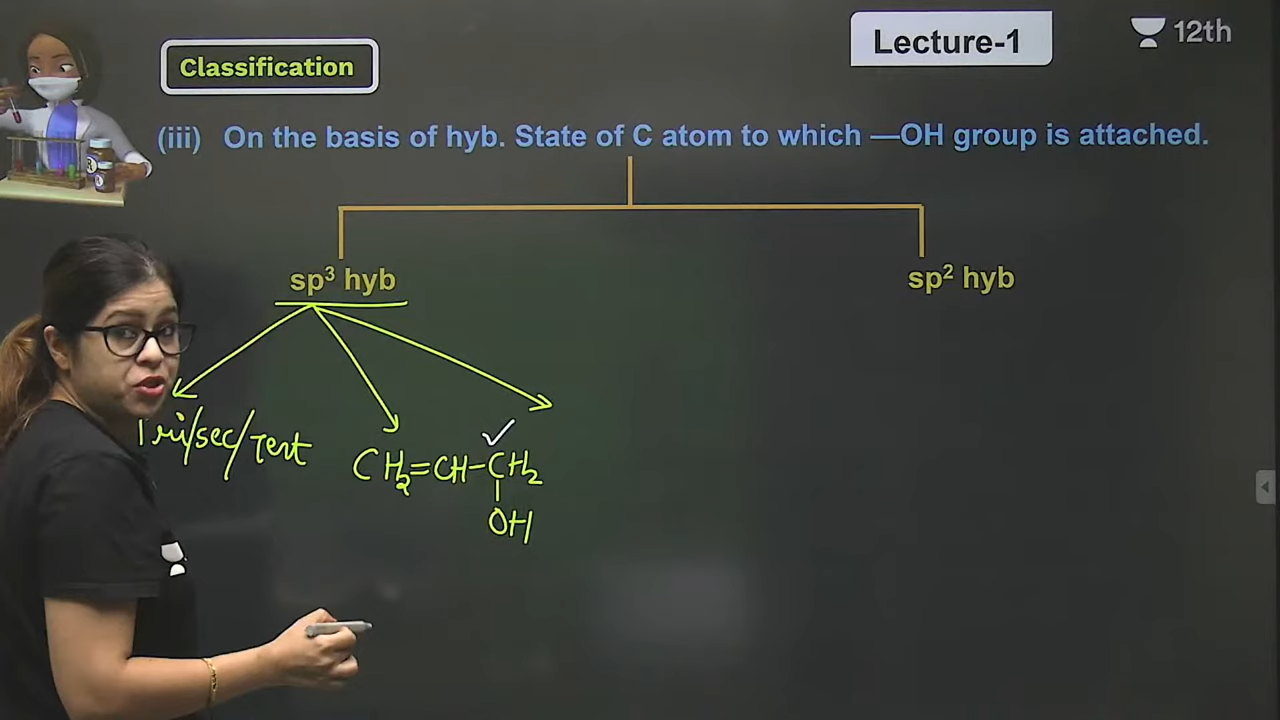 Lecture-1
12th
Classification
(iii) On the basis of hyb. State of C atom to which —OH group is attached.
sp³ hyb
sp² hyb
Pri/sec/Tert
CH₂=CH-CH₂
OH